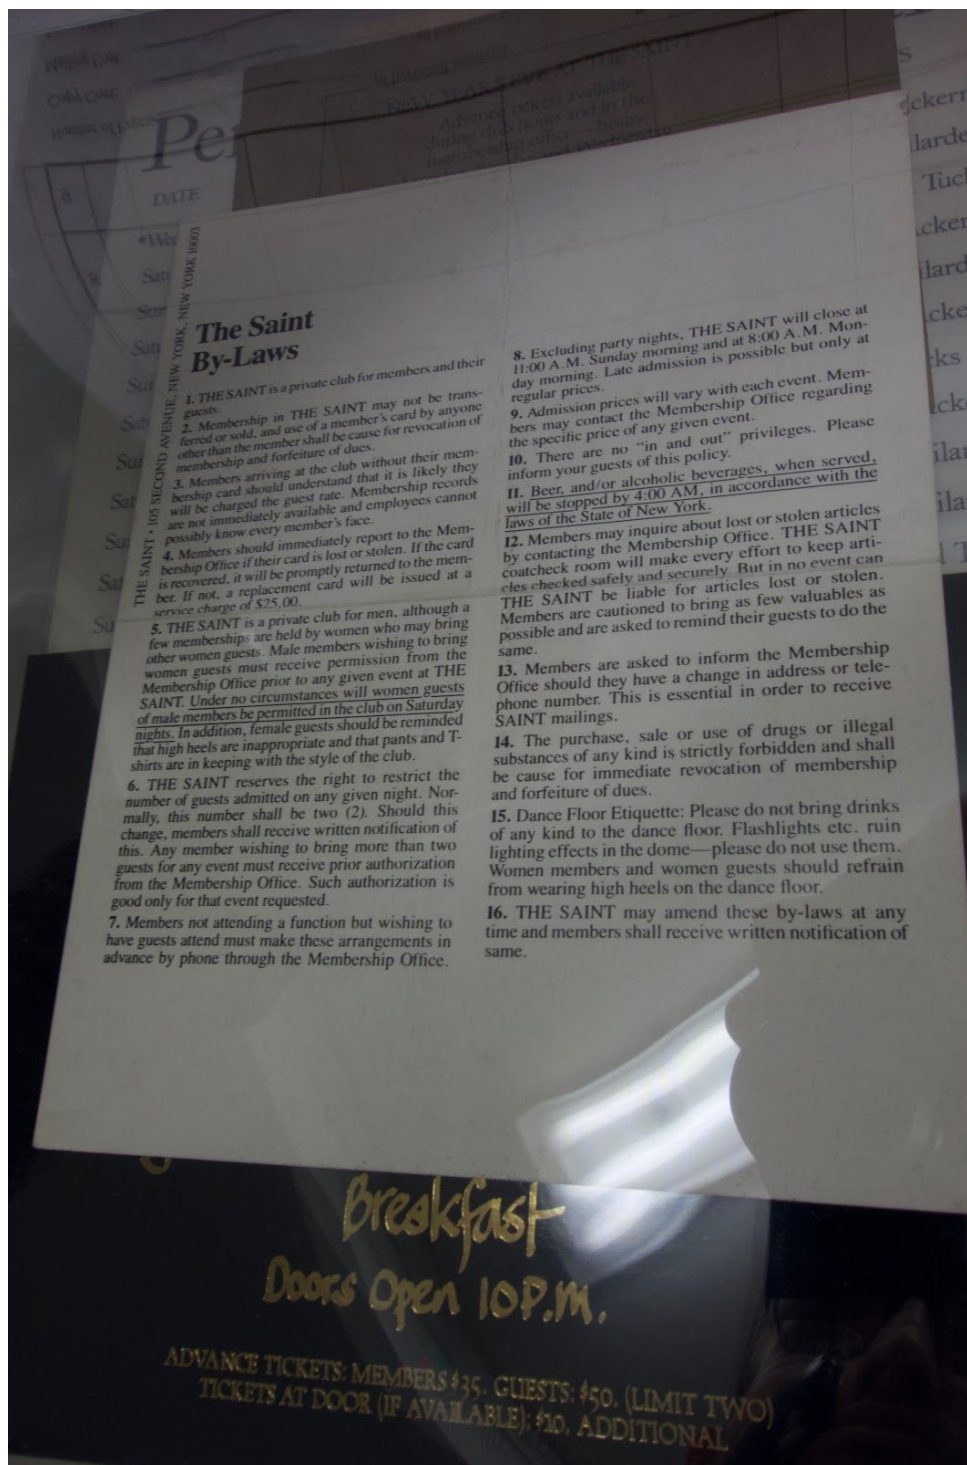 Mailing Cost
Copy Cost
Number of Pages
NEW YEAR'S EVE AT THE SAINT
Advance tickets available
during club hours and in the
membership office—hours:
and Wednesday
DATE
THE SAINT • 105 SECOND AVENUE, NEW YORK, NEW YORK 10003
The Saint
By-Laws
1. THE SAINT is a private club for members and their
guests.
2. Membership in THE SAINT may not be trans-
ferred or sold, and use of a member's card by anyone
other than the member shall be cause for revocation of
membership and forfeiture of dues.
3. Members arriving at the club without their mem-
bership card should understand that it is likely they
will be charged the guest rate. Membership records
are not immediately available and employees cannot
possibly know every member's face.
4. Members should immediately report to the Mem-
bership Office if their card is lost or stolen. If the card
is recovered, it will be promptly returned to the mem-
ber. If not, a replacement card will be issued at a
service charge of $25.00.
5. THE SAINT is a private club for men, although a
few memberships are held by women who may bring
other women guests. Male members wishing to bring
women guests must receive permission from the
Membership Office prior to any given event at THE
SAINT. Under no circumstances will women guests
of male members be permitted in the club on Saturday
nights. In addition, female guests should be reminded
that high heels are inappropriate and that pants and T-
shirts are in keeping with the style of the club.
6. THE SAINT reserves the right to restrict the
number of guests admitted on any given night. Nor-
mally, this number shall be two (2). Should this
change, members shall receive written notification of
this. Any member wishing to bring more than two
guests for any event must receive prior authorization
from the Membership Office. Such authorization is
good only for that event requested.
7. Members not attending a function but wishing to
have guests attend must make these arrangements in
advance by phone through the Membership Office.
8. Excluding party nights, THE SAINT will close at
11:00 A.M. Sunday morning and at 8:00 A.M. Mon-
day morning. Late admission is possible but only at
regular prices.
9. Admission prices will vary with each event. Mem-
bers may contact the Membership Office regarding
the specific price of any given event.
10. There are no "in and out" privileges. Please
inform your guests of this policy.
11. Beer, and/or alcoholic beverages, when served,
will be stopped by 4:00 AM, in accordance with the
laws of the State of New York.
12. Members may inquire about lost or stolen articles
by contacting the Membership Office. THE SAINT
coatcheck room will make every effort to keep arti-
cles checked safely and securely. But in no event can
THE SAINT be liable for articles lost or stolen.
Members are cautioned to bring as few valuables as
possible and are asked to remind their guests to do the
same.
13. Members are asked to inform the Membership
Office should they have a change in address or tele-
phone number. This is essential in order to receive
SAINT mailings.
14. The purchase, sale or use of drugs or illegal
substances of any kind is strictly forbidden and shall
be cause for immediate revocation of membership
and forfeiture of dues.
15. Dance Floor Etiquette: Please do not bring drinks
of any kind to the dance floor. Flashlights etc. ruin
lighting effects in the dome—please do not use them.
Women members and women guests should refrain
from wearing high heels on the dance floor.
16. THE SAINT may amend these by-laws at any
time and members shall receive written notification of
same.
Breakfast
Doors Open 10P.M.
ADVANCE TICKETS: MEMBERS $35. GUESTS: $50. (LIMIT TWO)
TICKETS AT DOOR (IF AVAILABLE): $10. ADDITIONAL